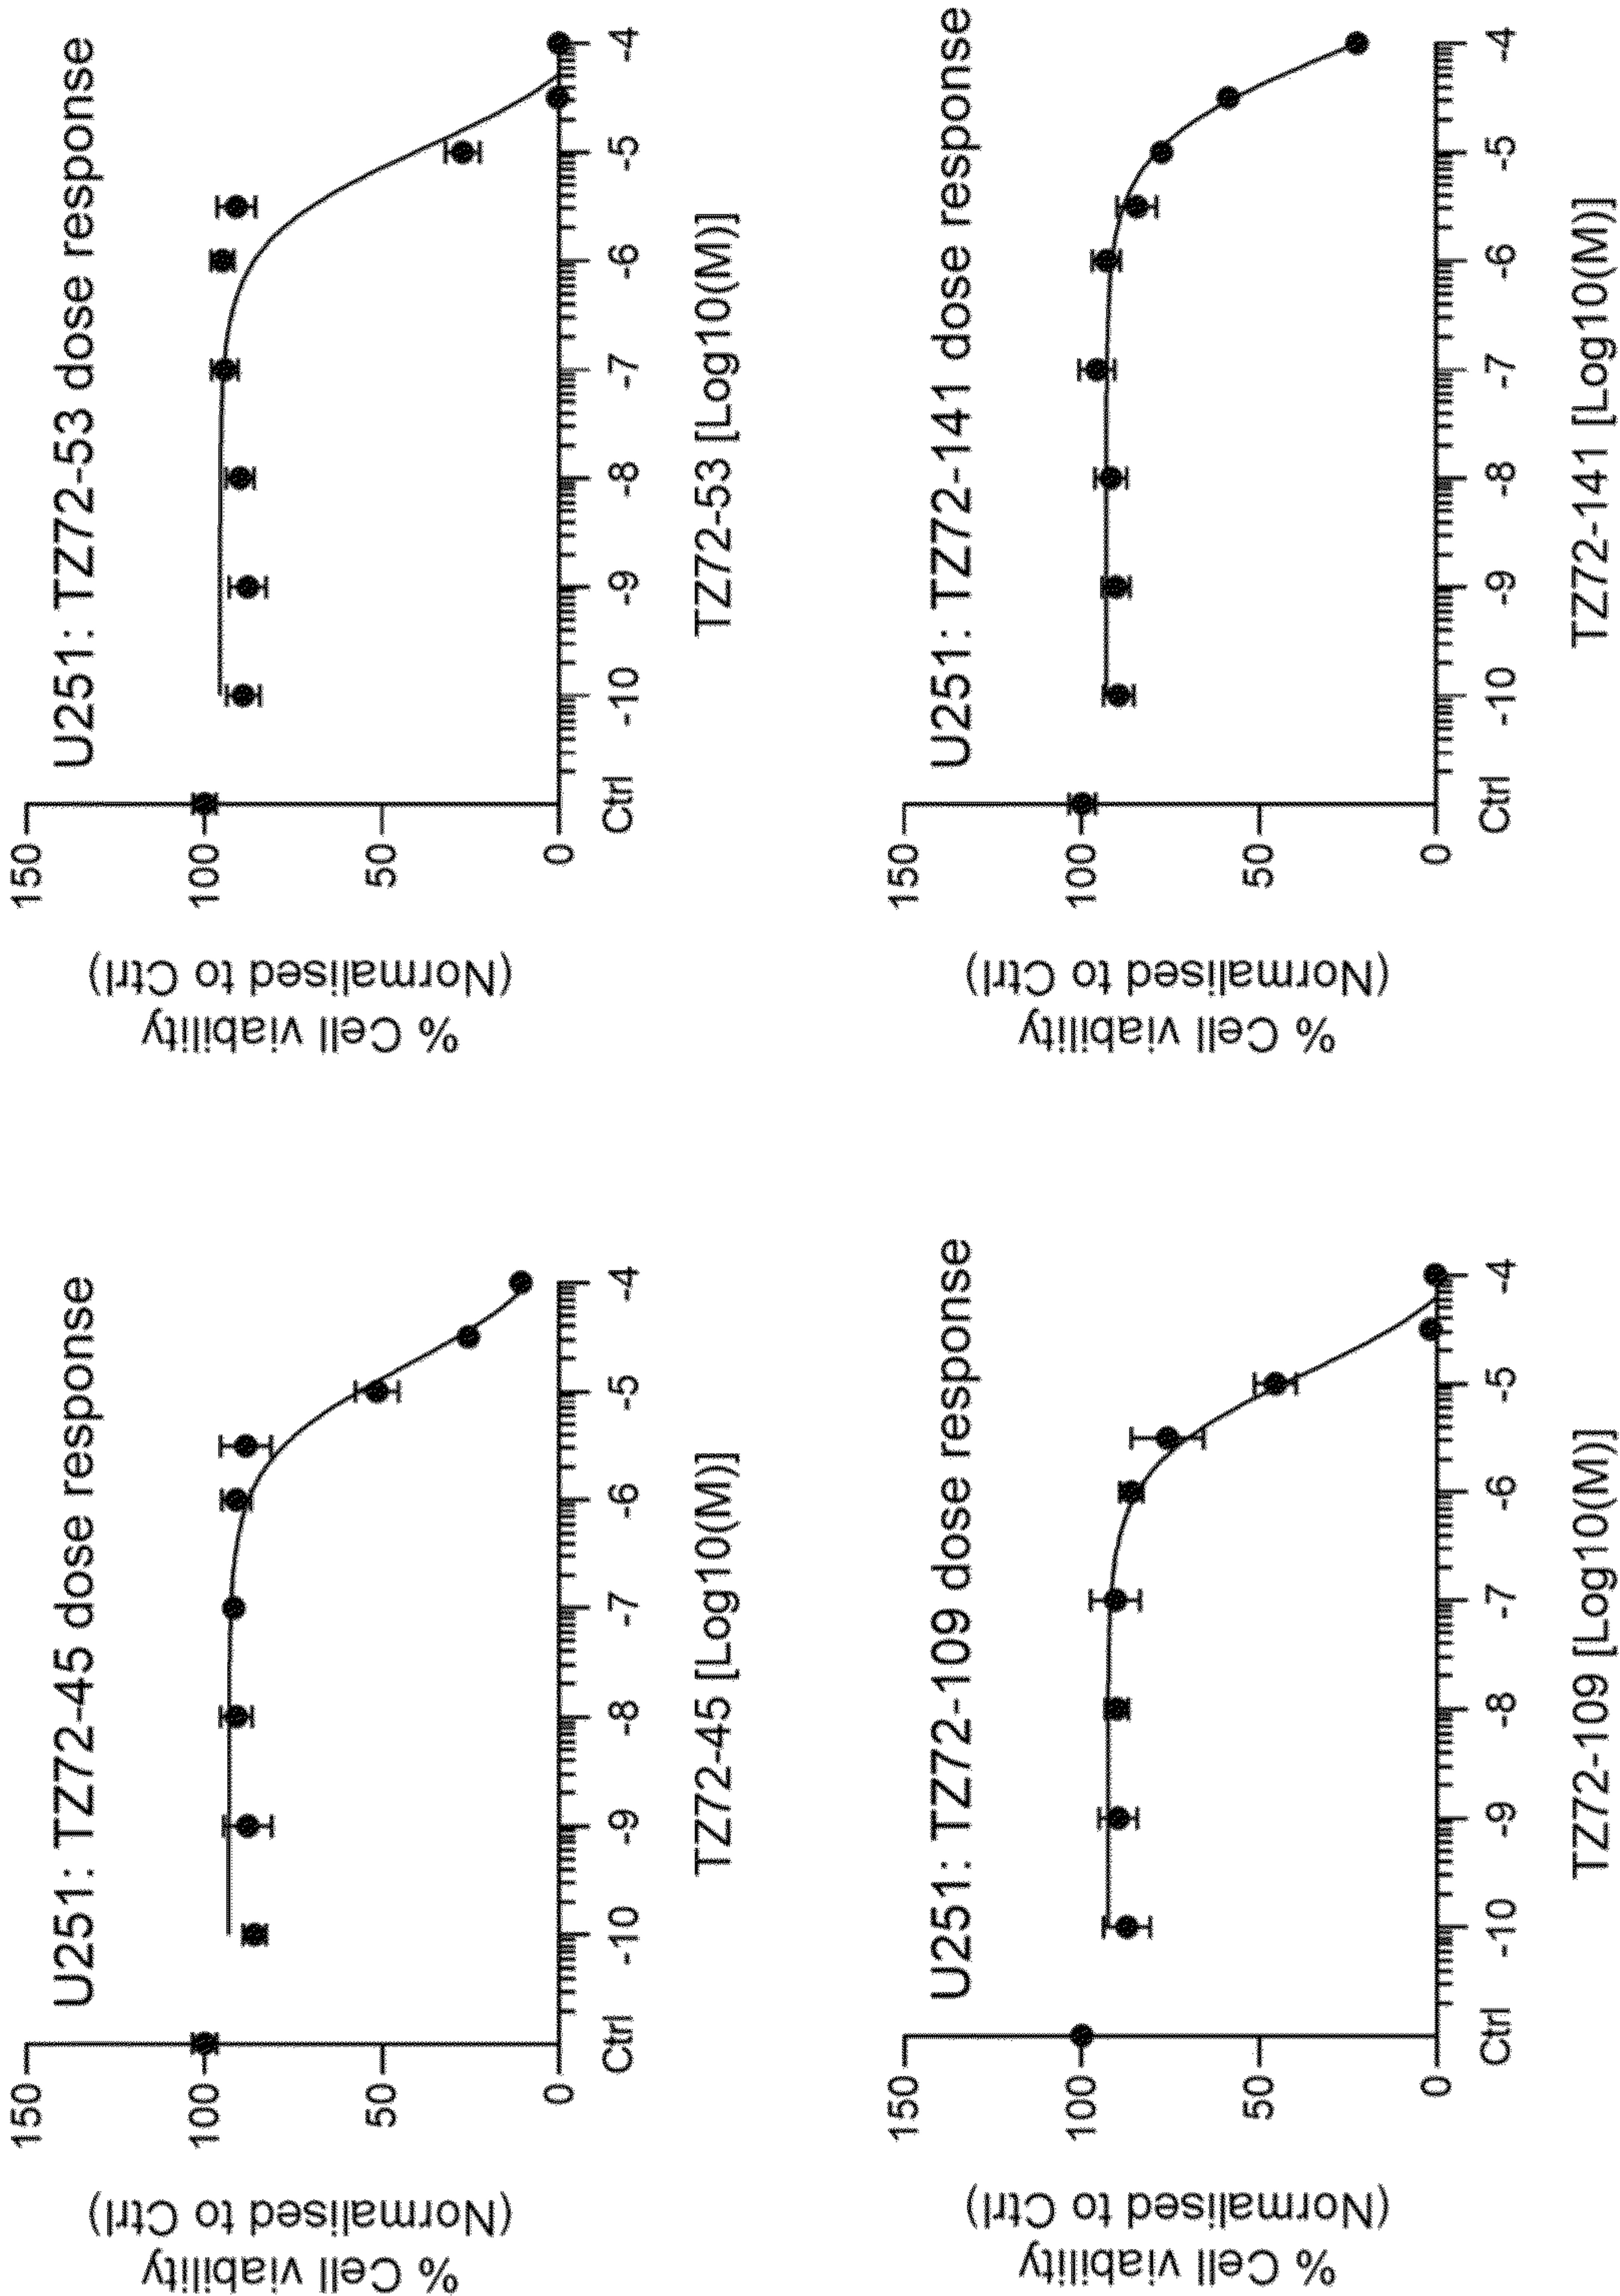 U251: TZ72-45 dose response
% Cell viability
(Normalised to Ctrl)
150
100
50
0
Ctrl -10 -9 -8 -7 -6 -5 -4
TZ72-45 [Log10(M)]
U251: TZ72-53 dose response
% Cell viability
(Normalised to Ctrl)
150
100
50
0
Ctrl -10 -9 -8 -7 -6 -5 -4
TZ72-53 [Log10(M)]
U251: TZ72-109 dose response
% Cell viability
(Normalised to Ctrl)
150
100
50
0
Ctrl -10 -9 -8 -7 -6 -5 -4
TZ72-109 [Log10(M)]
U251: TZ72-141 dose response
% Cell viability
(Normalised to Ctrl)
150
100
50
0
Ctrl -10 -9 -8 -7 -6 -5 -4
TZ72-141 [Log10(M)]